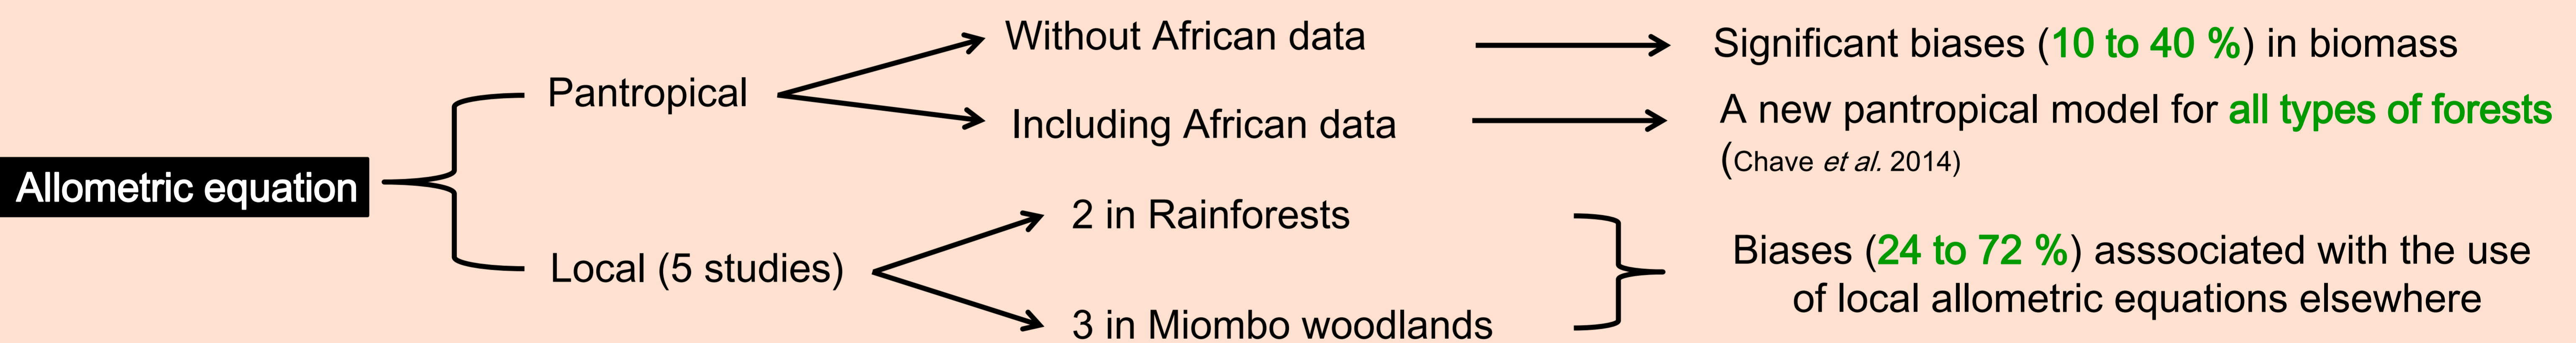 Allometric equation
Pantropical
Without African data
Significant biases (10 to 40 %) in biomass
Including African data
A new pantropical model for all types of forests
(Chave et al. 2014)
Local (5 studies)
2 in Rainforests
3 in Miombo woodlands
Biases (24 to 72 %) asssociated with the use
of local allometric equations elsewhere